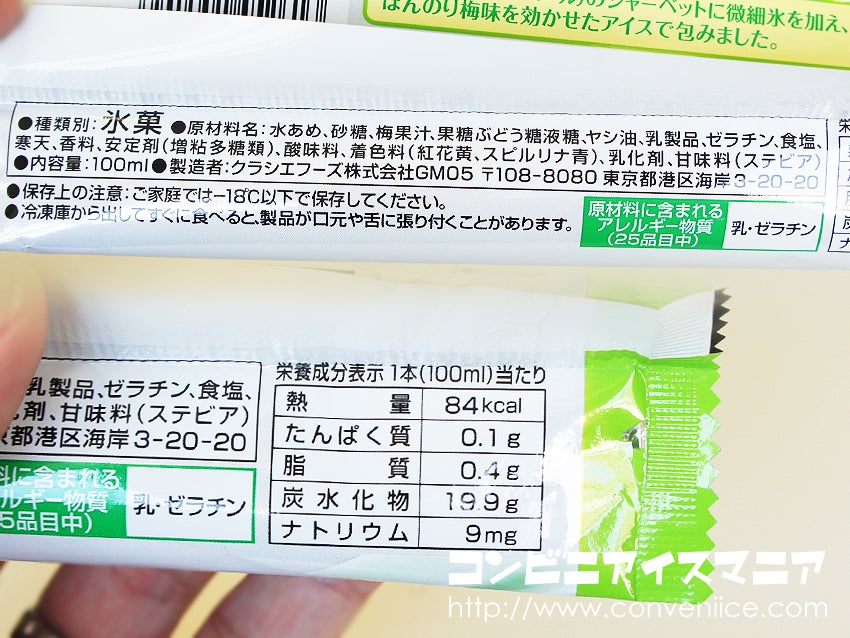 シャーベットに微細氷を加え、
ほんのり梅味を効かせたアイスで包みました。
●種類別：氷菓 ●原材料名：水あめ、砂糖、梅果汁、果糖ぶどう糖液糖、ヤシ油、乳製品、ゼラチン、食塩、
寒天、香料、安定剤（増粘多糖類）、酸味料、着色料（紅花黄、スピルリナ青）、乳化剤、甘味料（ステビア）
●内容量：100ml ●製造者：クラシエフーズ株式会社GM05 〒108-8080 東京都港区海岸3-20-20
●保存上の注意：ご家庭では－18℃以下で保存してください。
●冷凍庫から出してすぐに食べると、製品が口元や舌に張り付くことがあります。
原材料に含まれる
アレルギー物質
（25品目中）
乳・ゼラチン
乳製品、ゼラチン、食塩、
化剤、甘味料（ステビア）
京都港区海岸3-20-20
料に含まれる
レルギー物質
5品目中）
乳・ゼラチン
栄養成分表示 1本（100ml）当たり
熱量 84kcal
たんぱく質 0.1g
脂質 0.4g
炭水化物 19.9g
ナトリウム 9mg
コンビニアイスマニア
http://www.conveniice.com